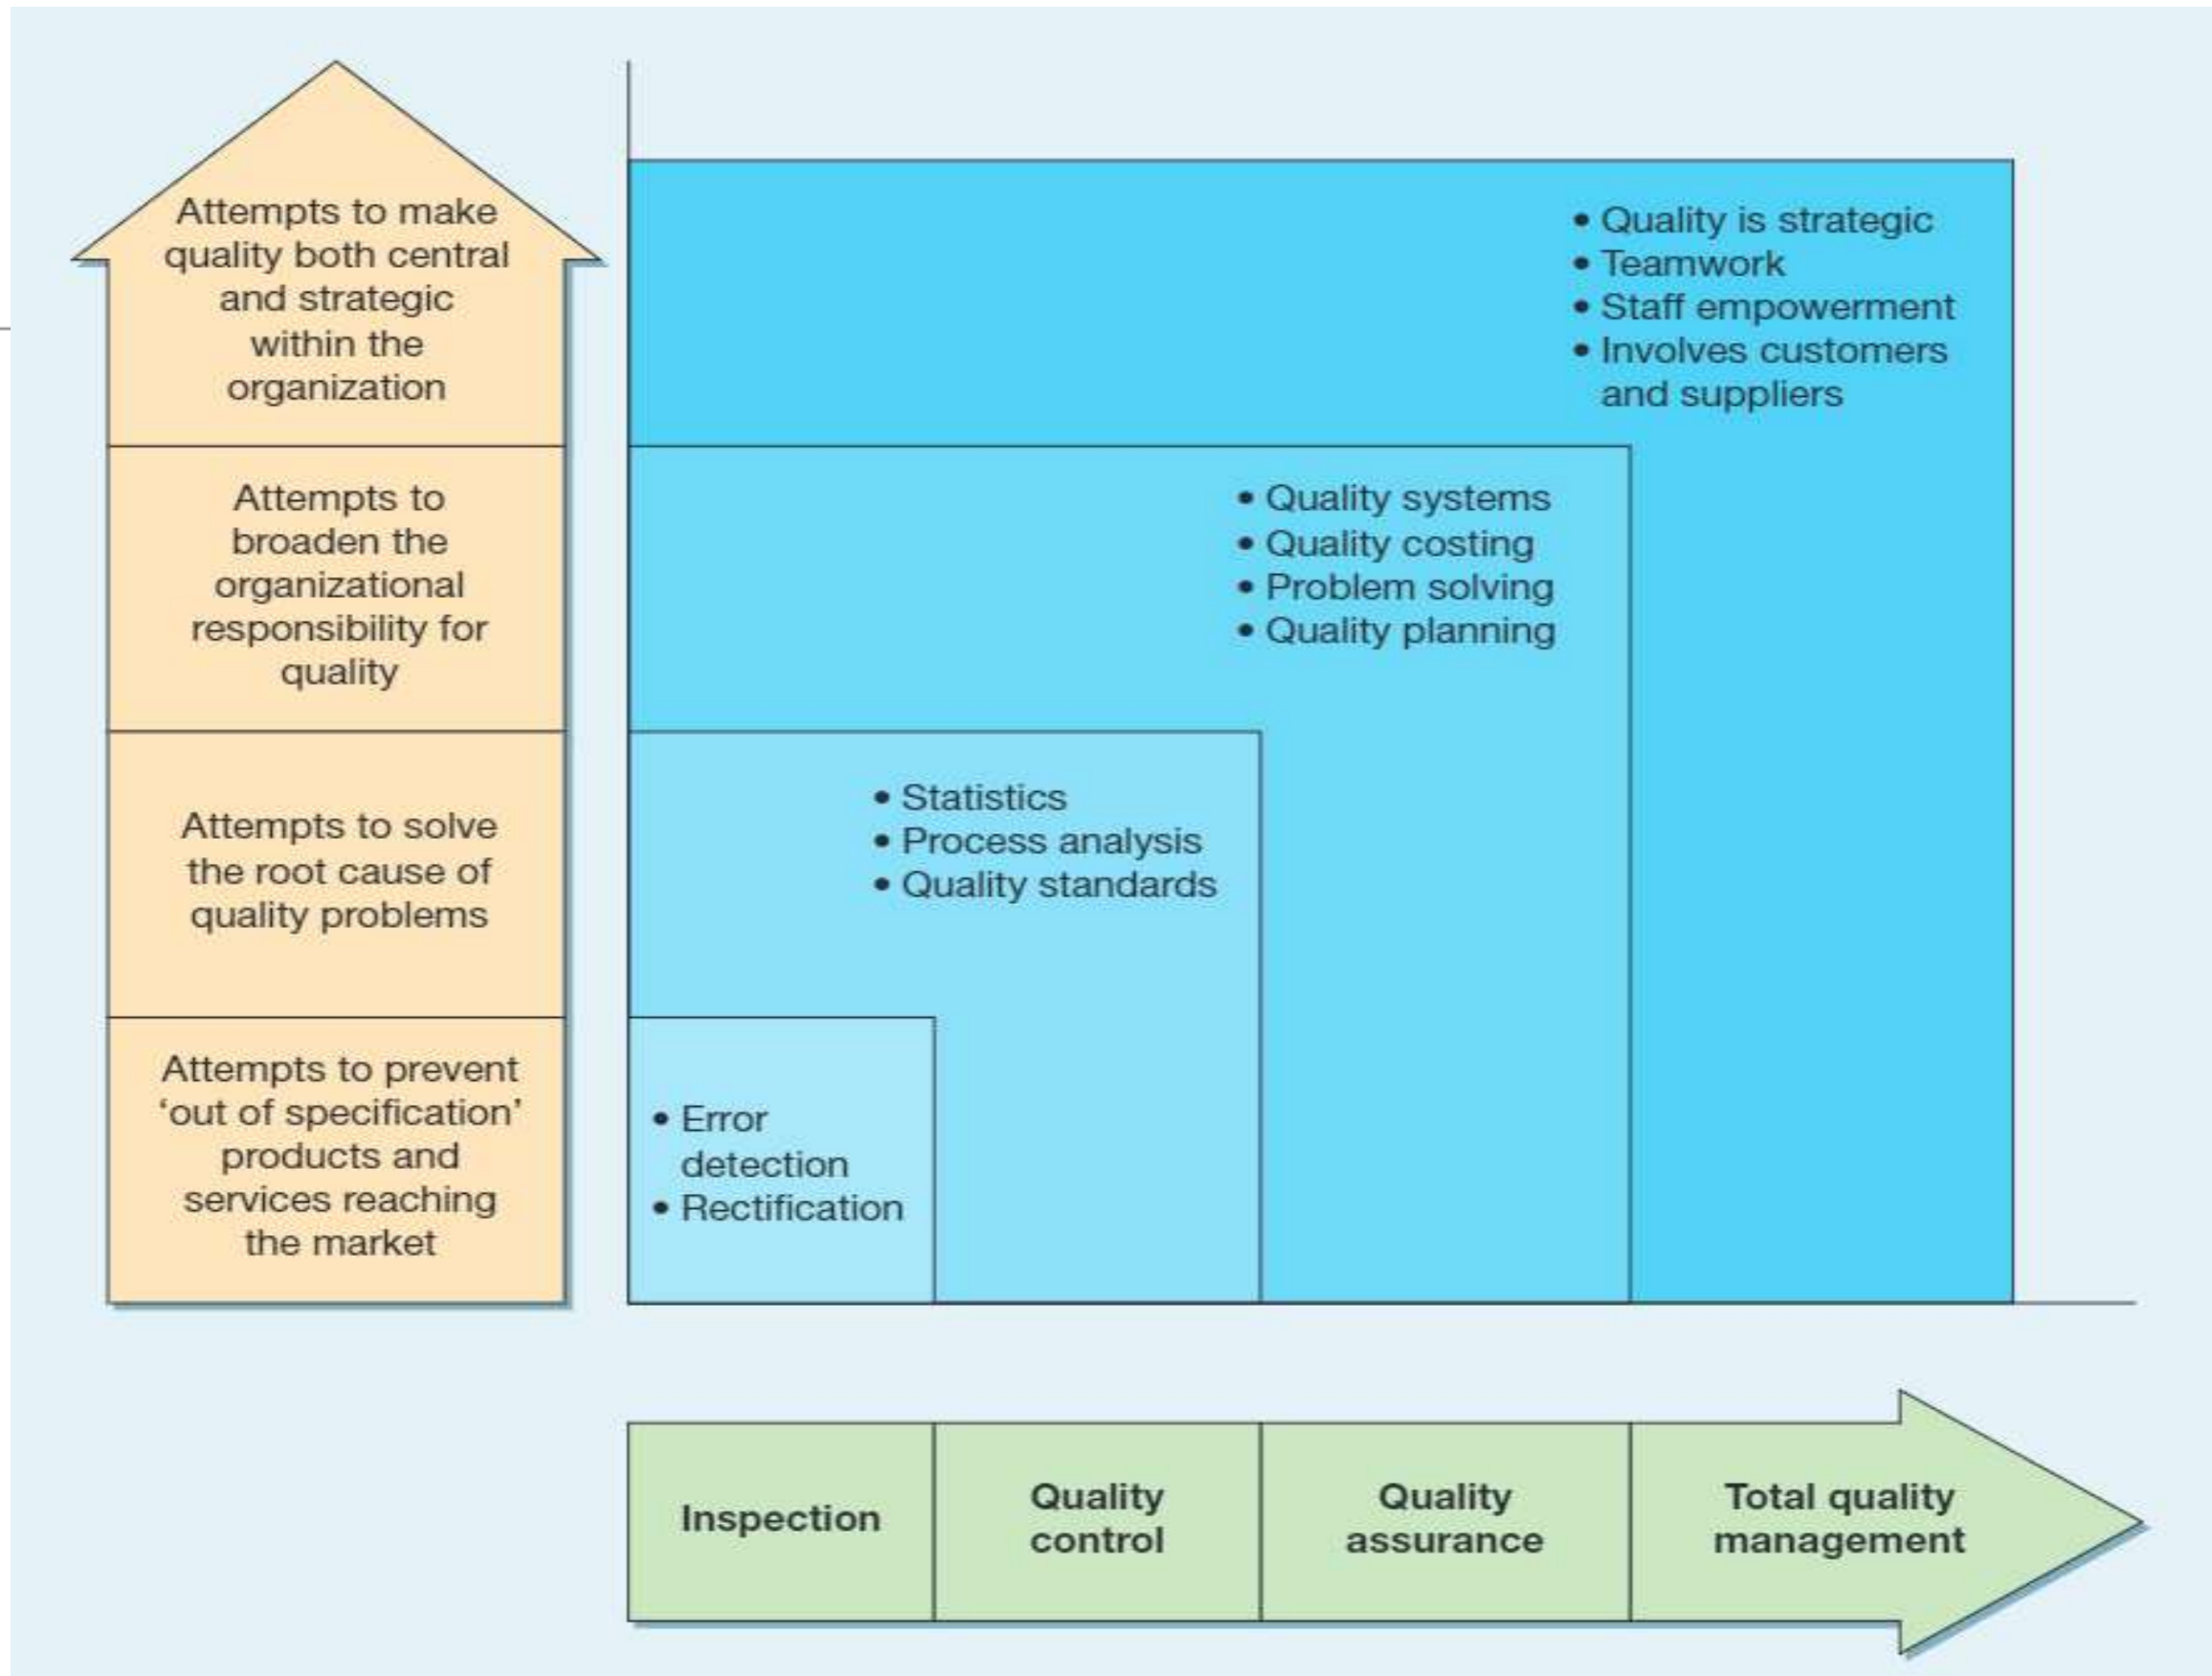 Attempts to make
quality both central
and strategic
within the
organization
• Quality is strategic
• Teamwork
• Staff empowerment
• Involves customers
and suppliers
Attempts to
broaden the
organizational
responsibility for
quality
• Quality systems
• Quality costing
• Problem solving
• Quality planning
Attempts to solve
the root cause of
quality problems
• Statistics
• Process analysis
• Quality standards
Attempts to prevent
‘out of specification’
products and
services reaching
the market
• Error
detection
• Rectification
Inspection
Quality
control
Quality
assurance
Total quality
management